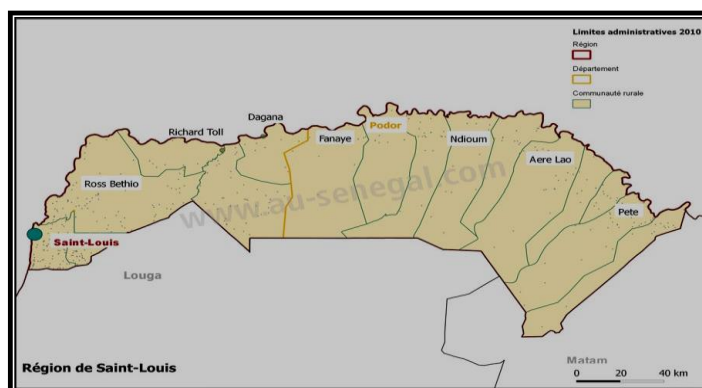 Limites administratives 2010
Région
Département
Communauté rurale
Dagana
Richard Toll
Fanaye
Podor
Ndioum
Aere Lao
Ross Bethio
Pete
www.au-senegal.com
Saint-Louis
Louga
Matam
Région de Saint-Louis
0 20 40 km